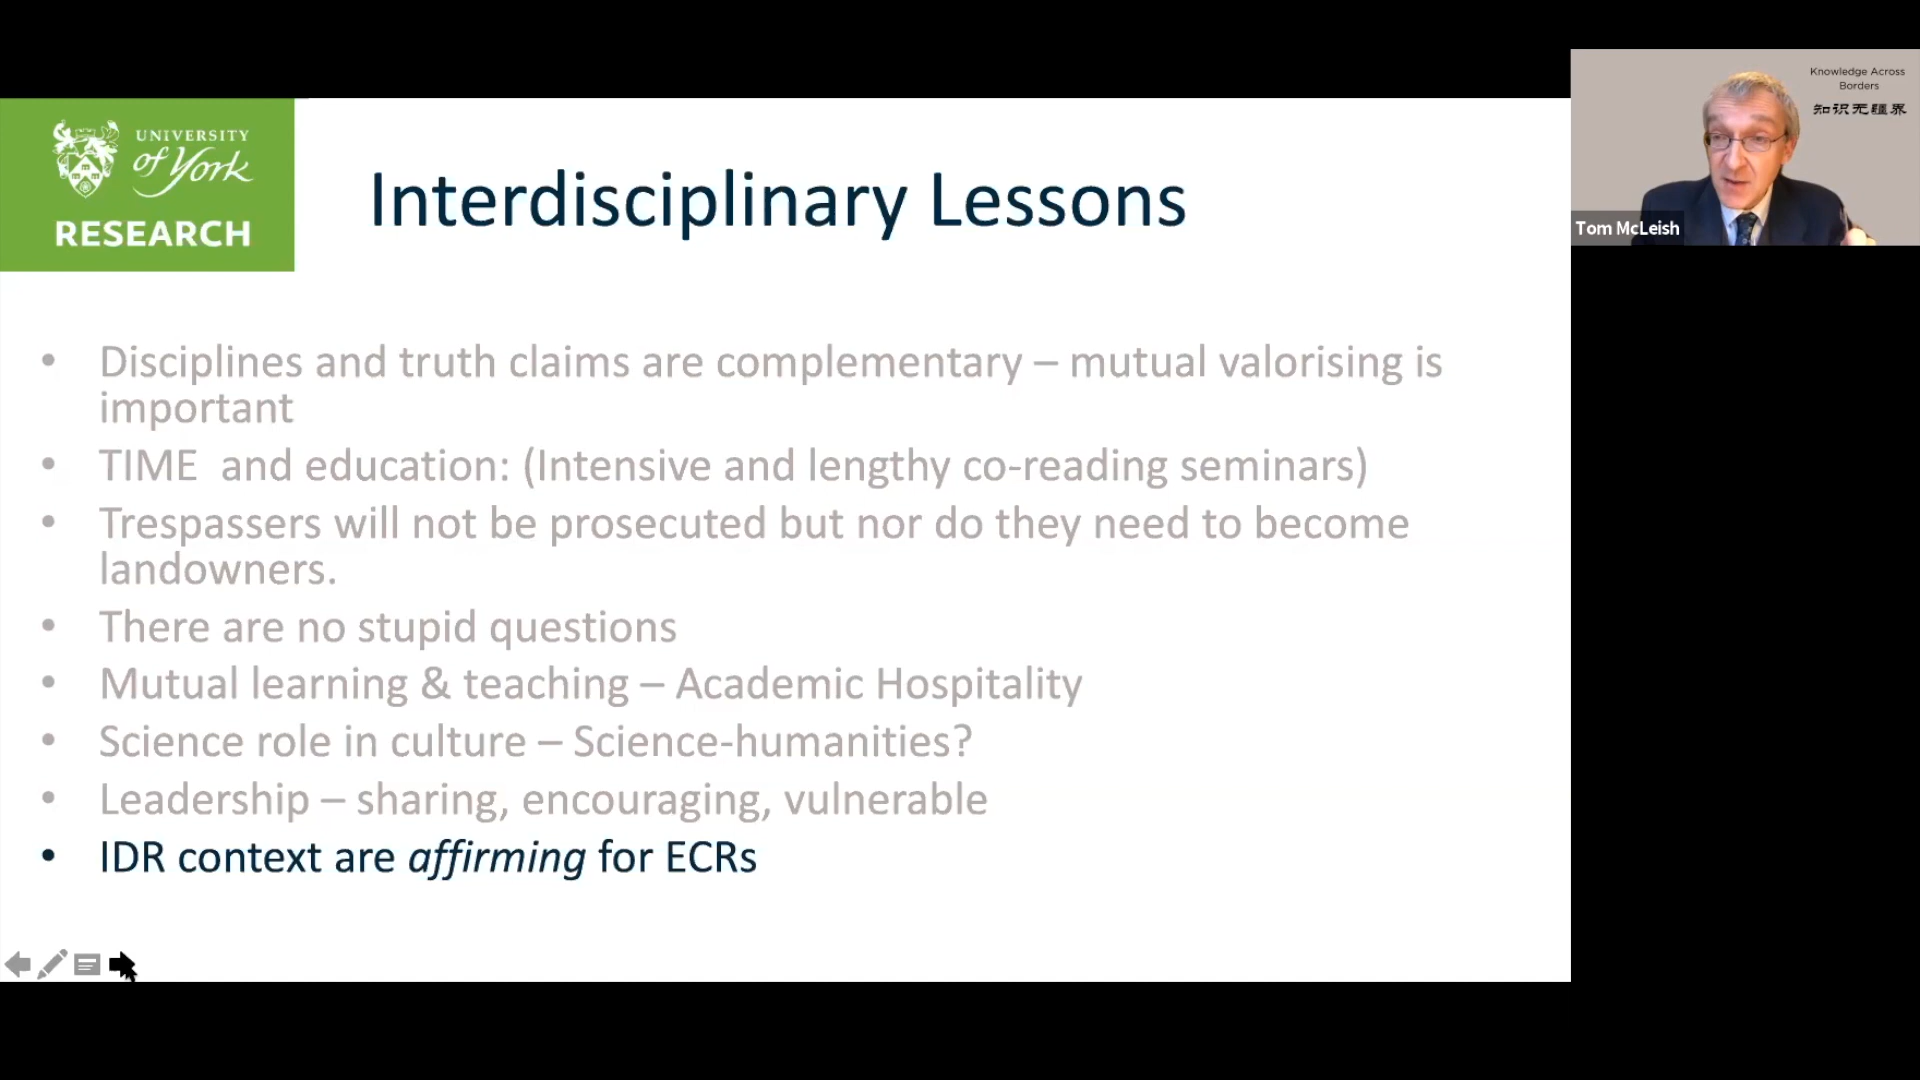 UNIVERSITY
of York
RESEARCH
Interdisciplinary Lessons
• Disciplines and truth claims are complementary – mutual valorising is
important
• TIME  and education: (Intensive and lengthy co-reading seminars)
• Trespassers will not be prosecuted but nor do they need to become
landowners.
• There are no stupid questions
• Mutual learning & teaching – Academic Hospitality
• Science role in culture – Science-humanities?
• Leadership – sharing, encouraging, vulnerable
• IDR context are affirming for ECRs
Knowledge Across
Borders
知识无疆界
Tom McLeish